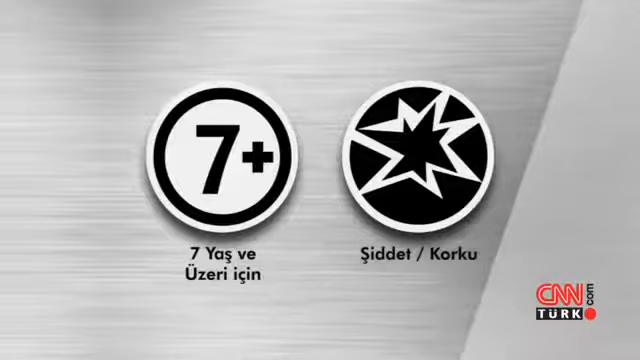 7+
7 Yaş ve
Üzeri için
Şiddet / Korku
CNN
TÜRK
.com